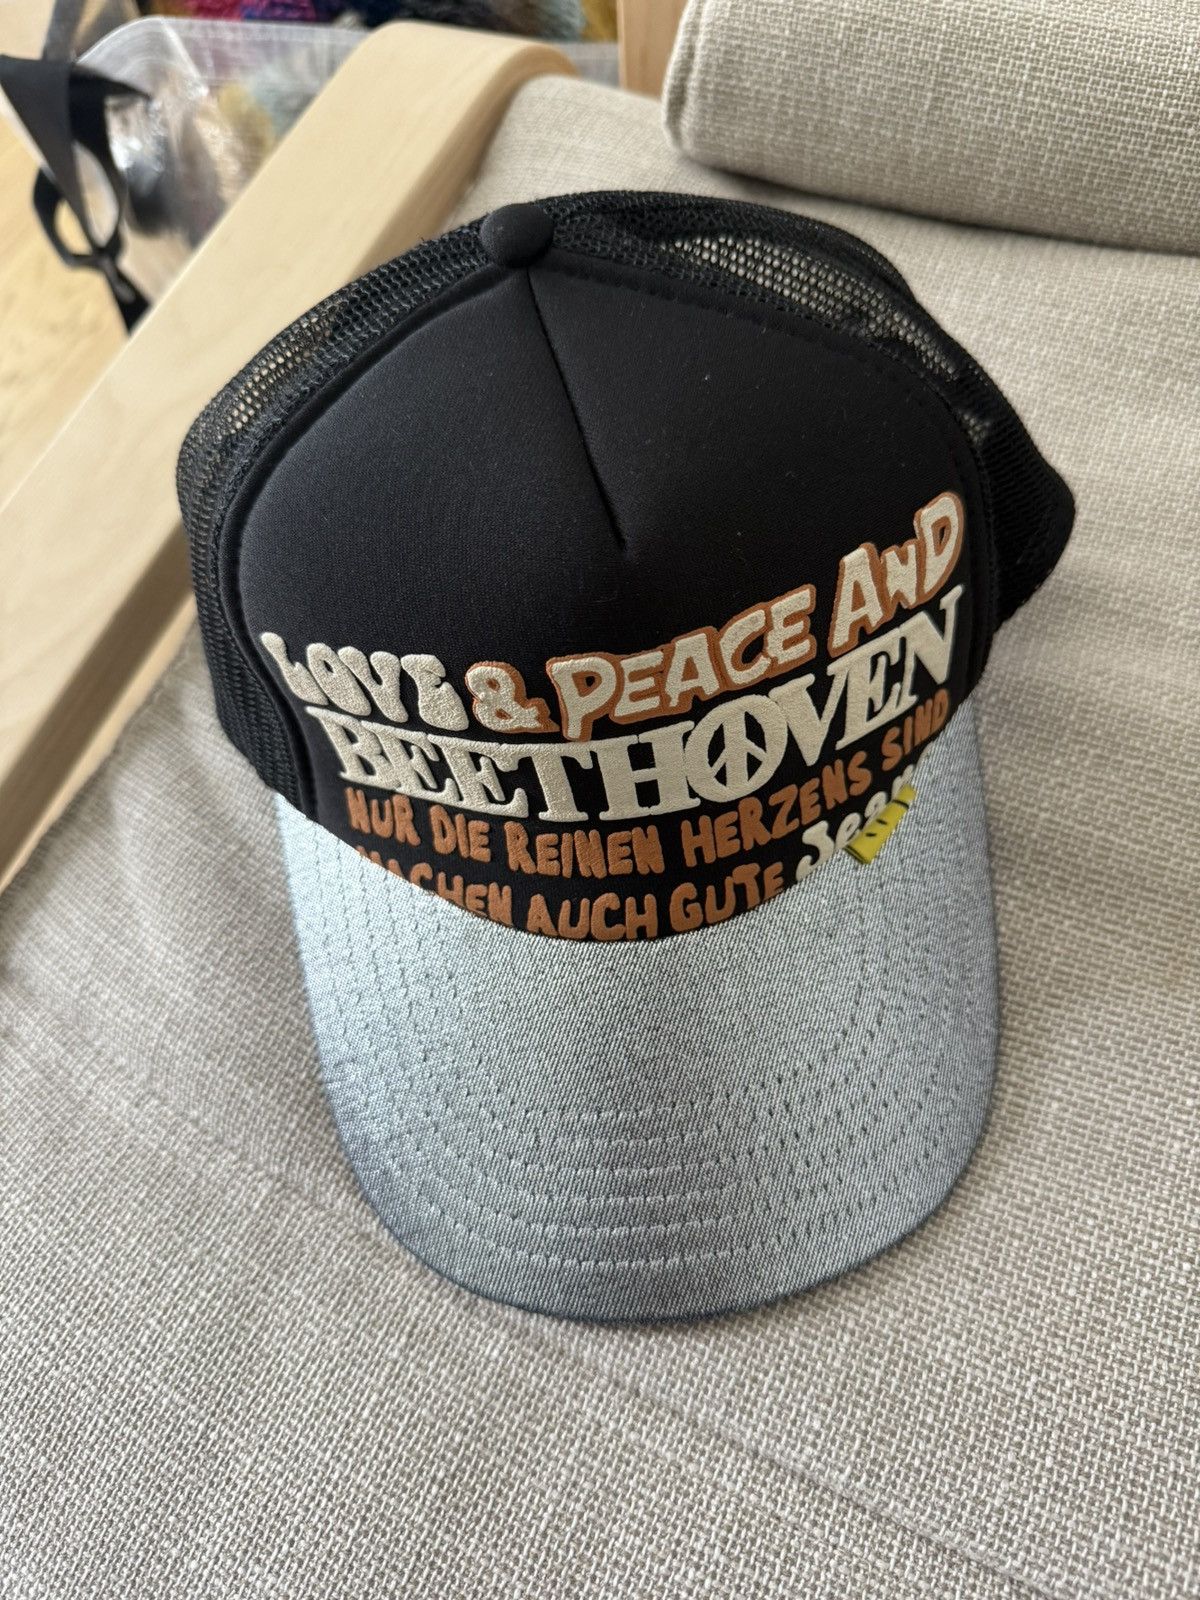 LOVE & PEACE AND
BEETHOVEN
NUR DIE REINEN HERZENS SIND
MACHEN AUCH GUTE